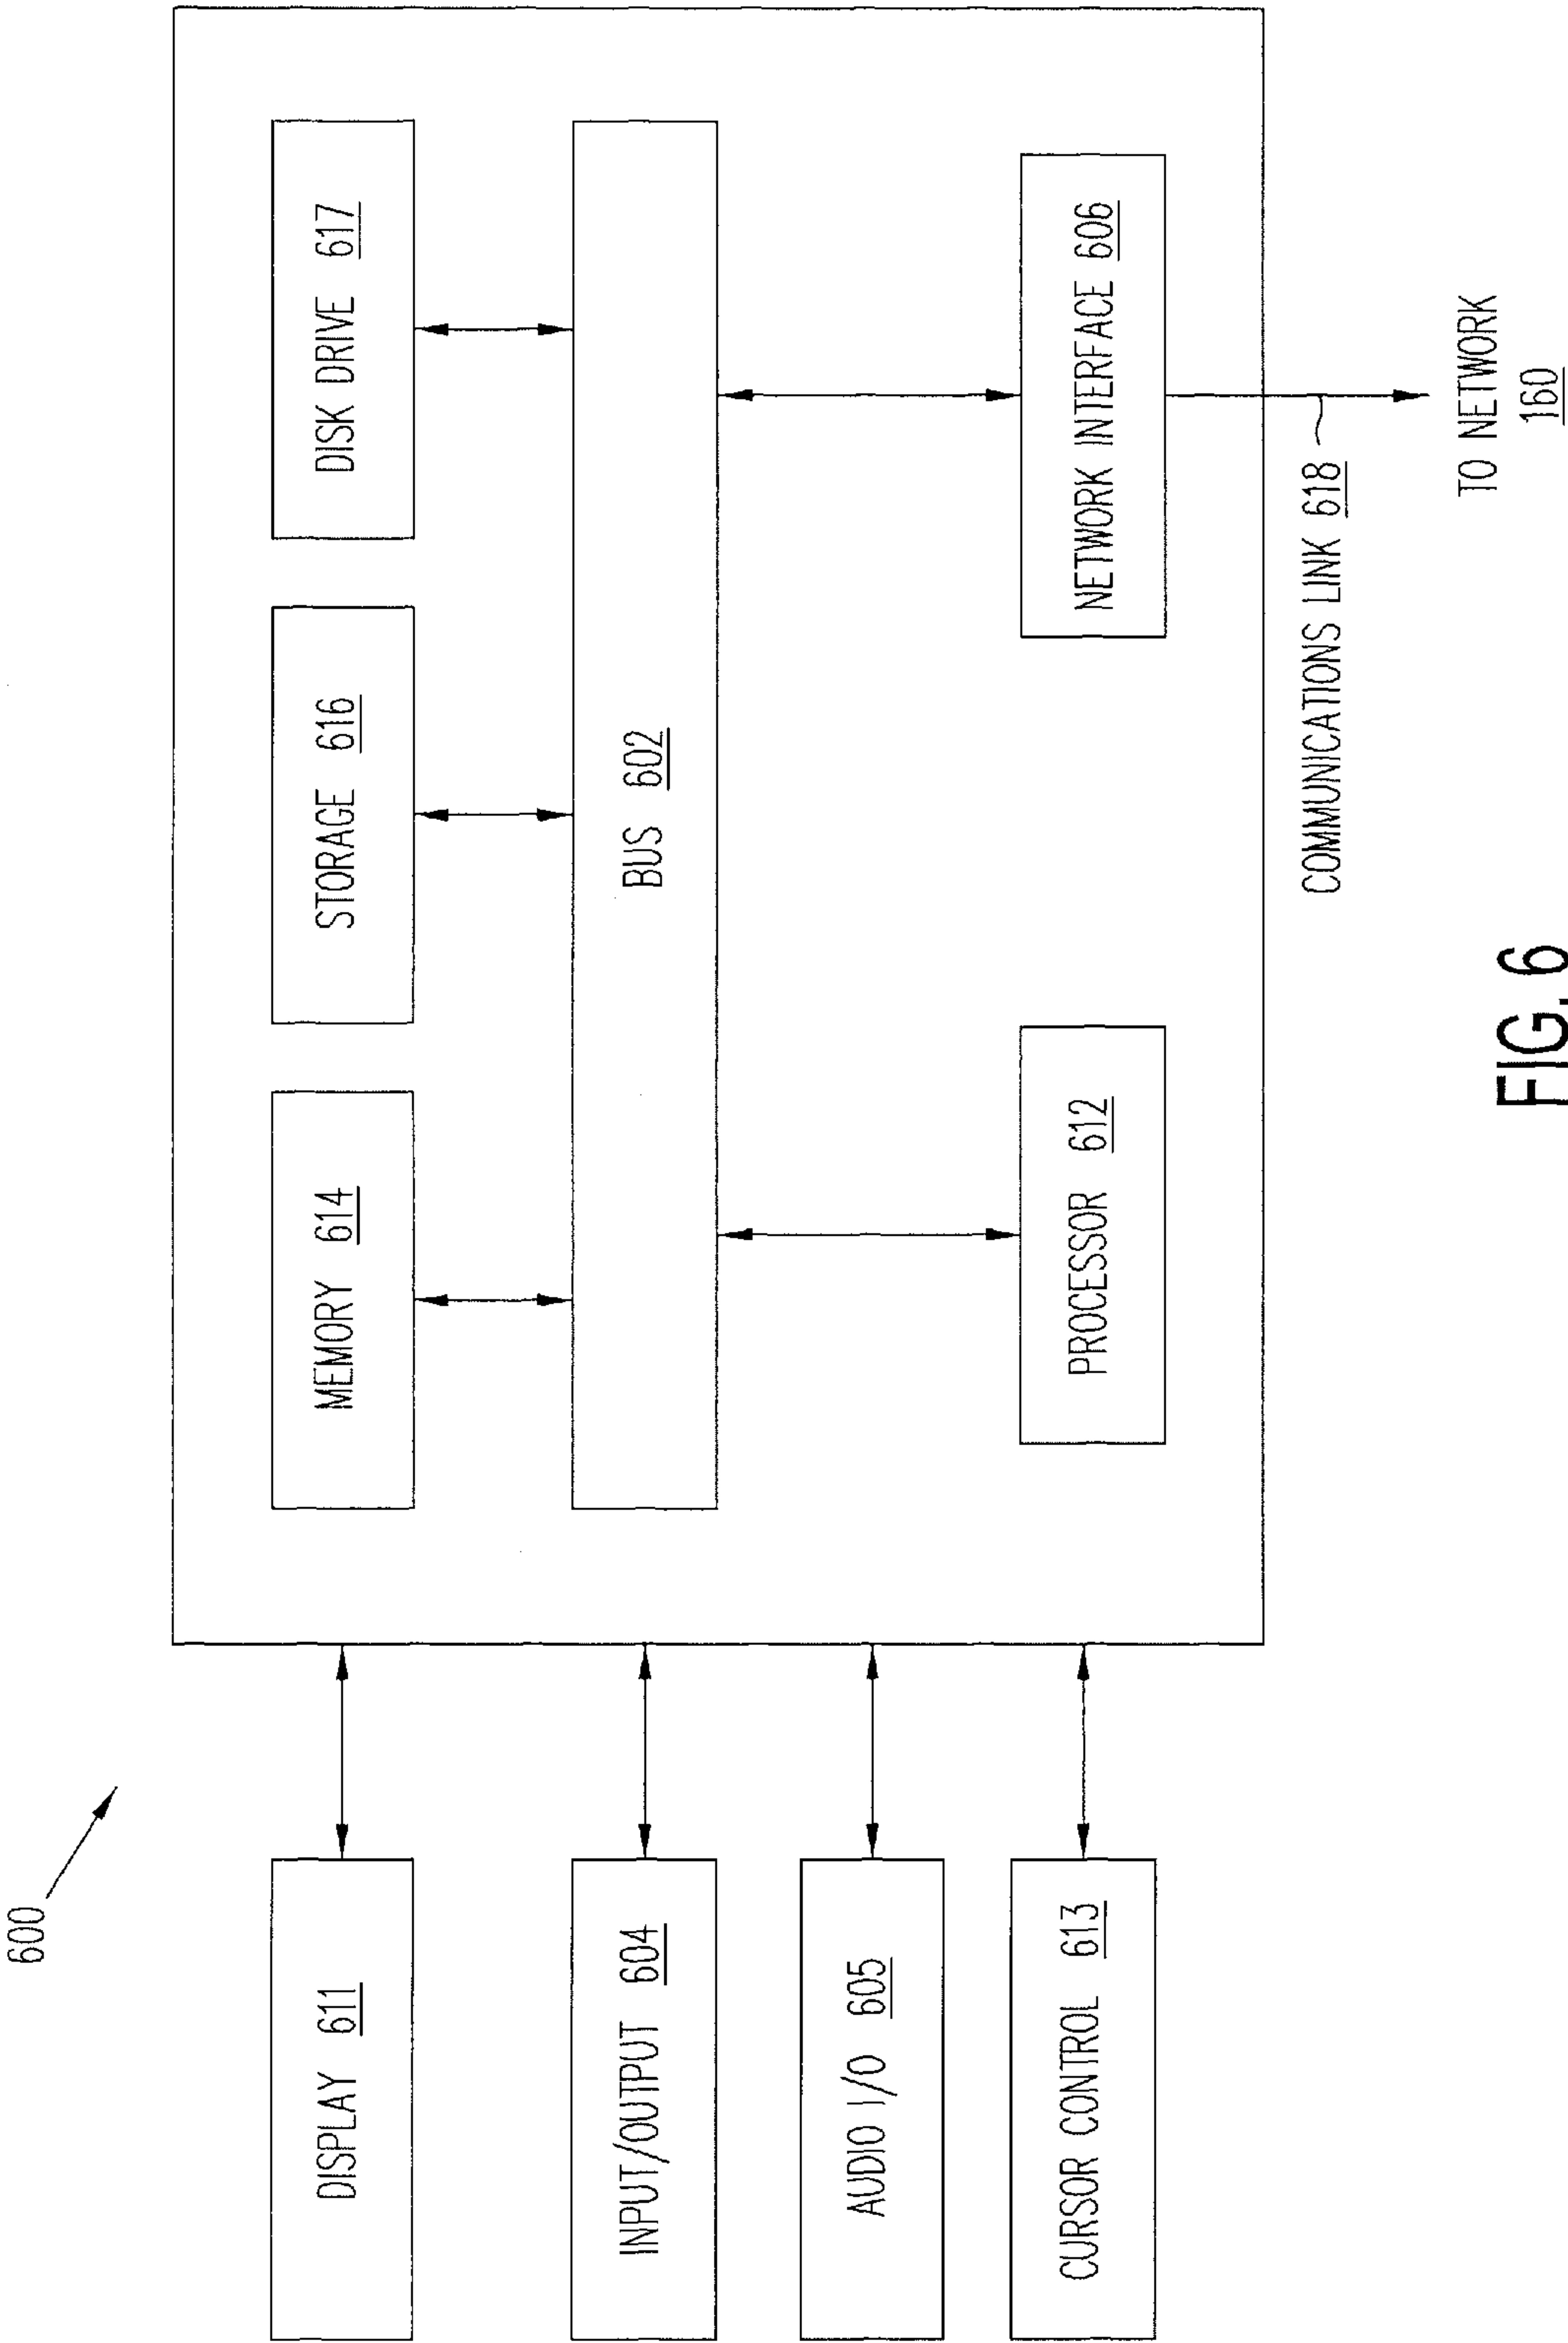 600
DISPLAY 611
INPUT/OUTPUT 604
AUDIO I/O 605
CURSOR CONTROL 613
MEMORY 614
STORAGE 616
DISK DRIVE 617
BUS 602
PROCESSOR 612
NETWORK INTERFACE 606
COMMUNICATIONS LINK 618
TO NETWORK
160
FIG. 6